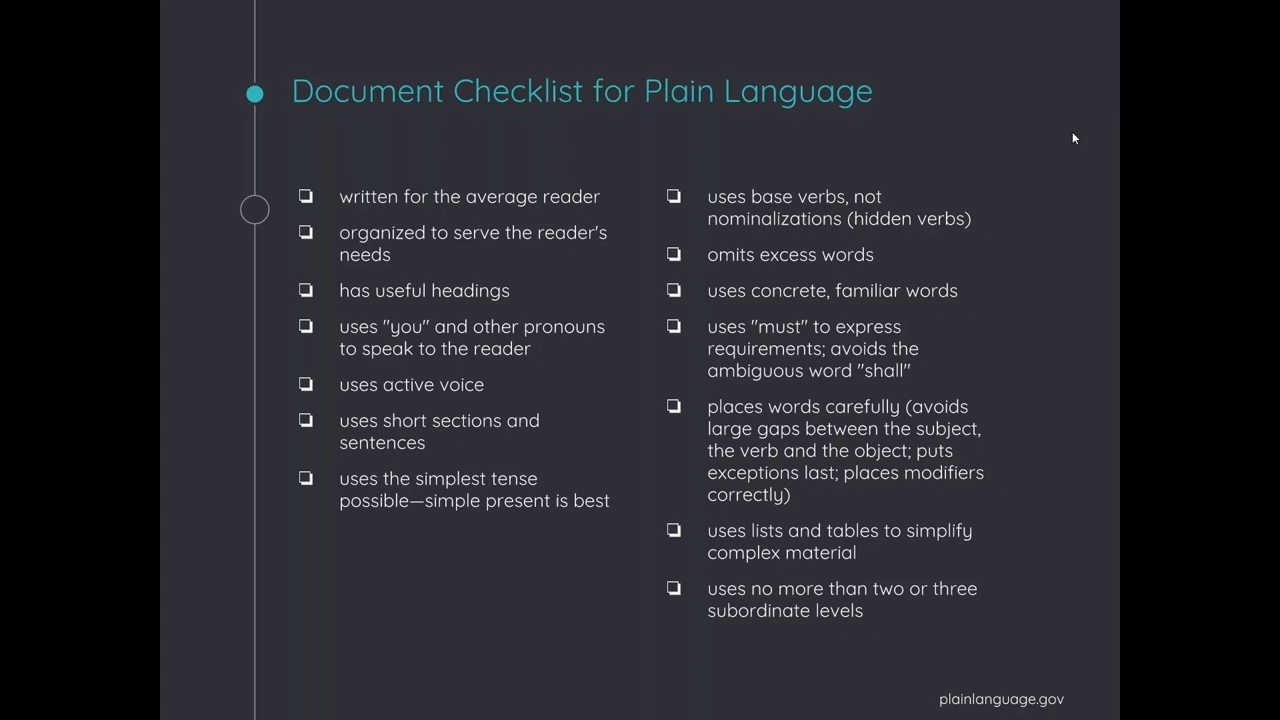 Document Checklist for Plain Language
❏ written for the average reader
❏ organized to serve the reader's
needs
❏ has useful headings
❏ uses "you" and other pronouns
to speak to the reader
❏ uses active voice
❏ uses short sections and
sentences
❏ uses the simplest tense
possible—simple present is best
❏ uses base verbs, not
nominalizations (hidden verbs)
❏ omits excess words
❏ uses concrete, familiar words
❏ uses "must" to express
requirements; avoids the
ambiguous word "shall"
❏ places words carefully (avoids
large gaps between the subject,
the verb and the object; puts
exceptions last; places modifiers
correctly)
❏ uses lists and tables to simplify
complex material
❏ uses no more than two or three
subordinate levels
plainlanguage.gov